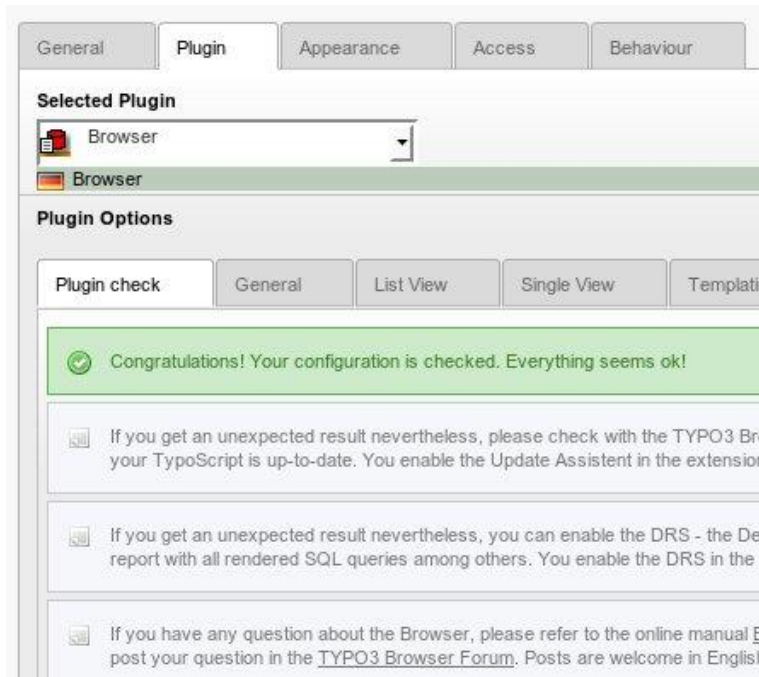 General Plugin Appearance Access Behaviour
Selected Plugin
Browser
Browser
Plugin Options
Plugin check General List View Single View
Congratulations! Your configuration is checked. Everything seems ok!
If you get an unexpected result nevertheless, please check with the TYPO3
your TypoScript is up-to-date. You enable the Update Assistent in the
If you get an unexpected result nevertheless, you can enable the DRS - the
report with all rendered SQL queries among others. You enable the DRS in the
If you have any question about the Browser, please refer to the online manual
post your question in the TYPO3 Browser Forum. Posts are welcome in